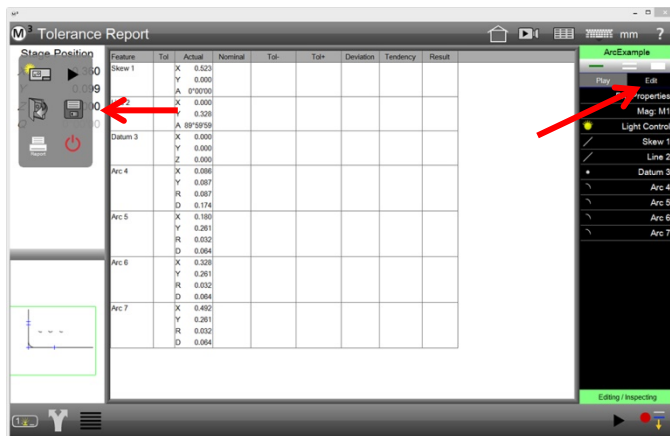 M³ Tolerance Report
mm ?
Stage Position
0.360
0.099
Report
Feature Tol Actual Nominal Tol- Tol+ Deviation Tendency Result
Skew 1 X 0.523
Y 0.000
A 0°00'00
2 X 0.000
Y 0.328
A 89°59'59
Datum 3 X 0.000
Y 0.000
Z 0.000
Arc 4 X 0.086
Y 0.087
R 0.087
D 0.174
Arc 5 X 0.180
Y 0.261
R 0.032
D 0.064
Arc 6 X 0.328
Y 0.261
R 0.032
D 0.064
Arc 7 X 0.492
Y 0.261
R 0.032
D 0.064
ArcExample
Play Edit
Properties
Mag: M1
Light Control
Skew 1
Line 2
Datum 3
Arc 4
Arc 5
Arc 6
Arc 7
Editing / Inspecting